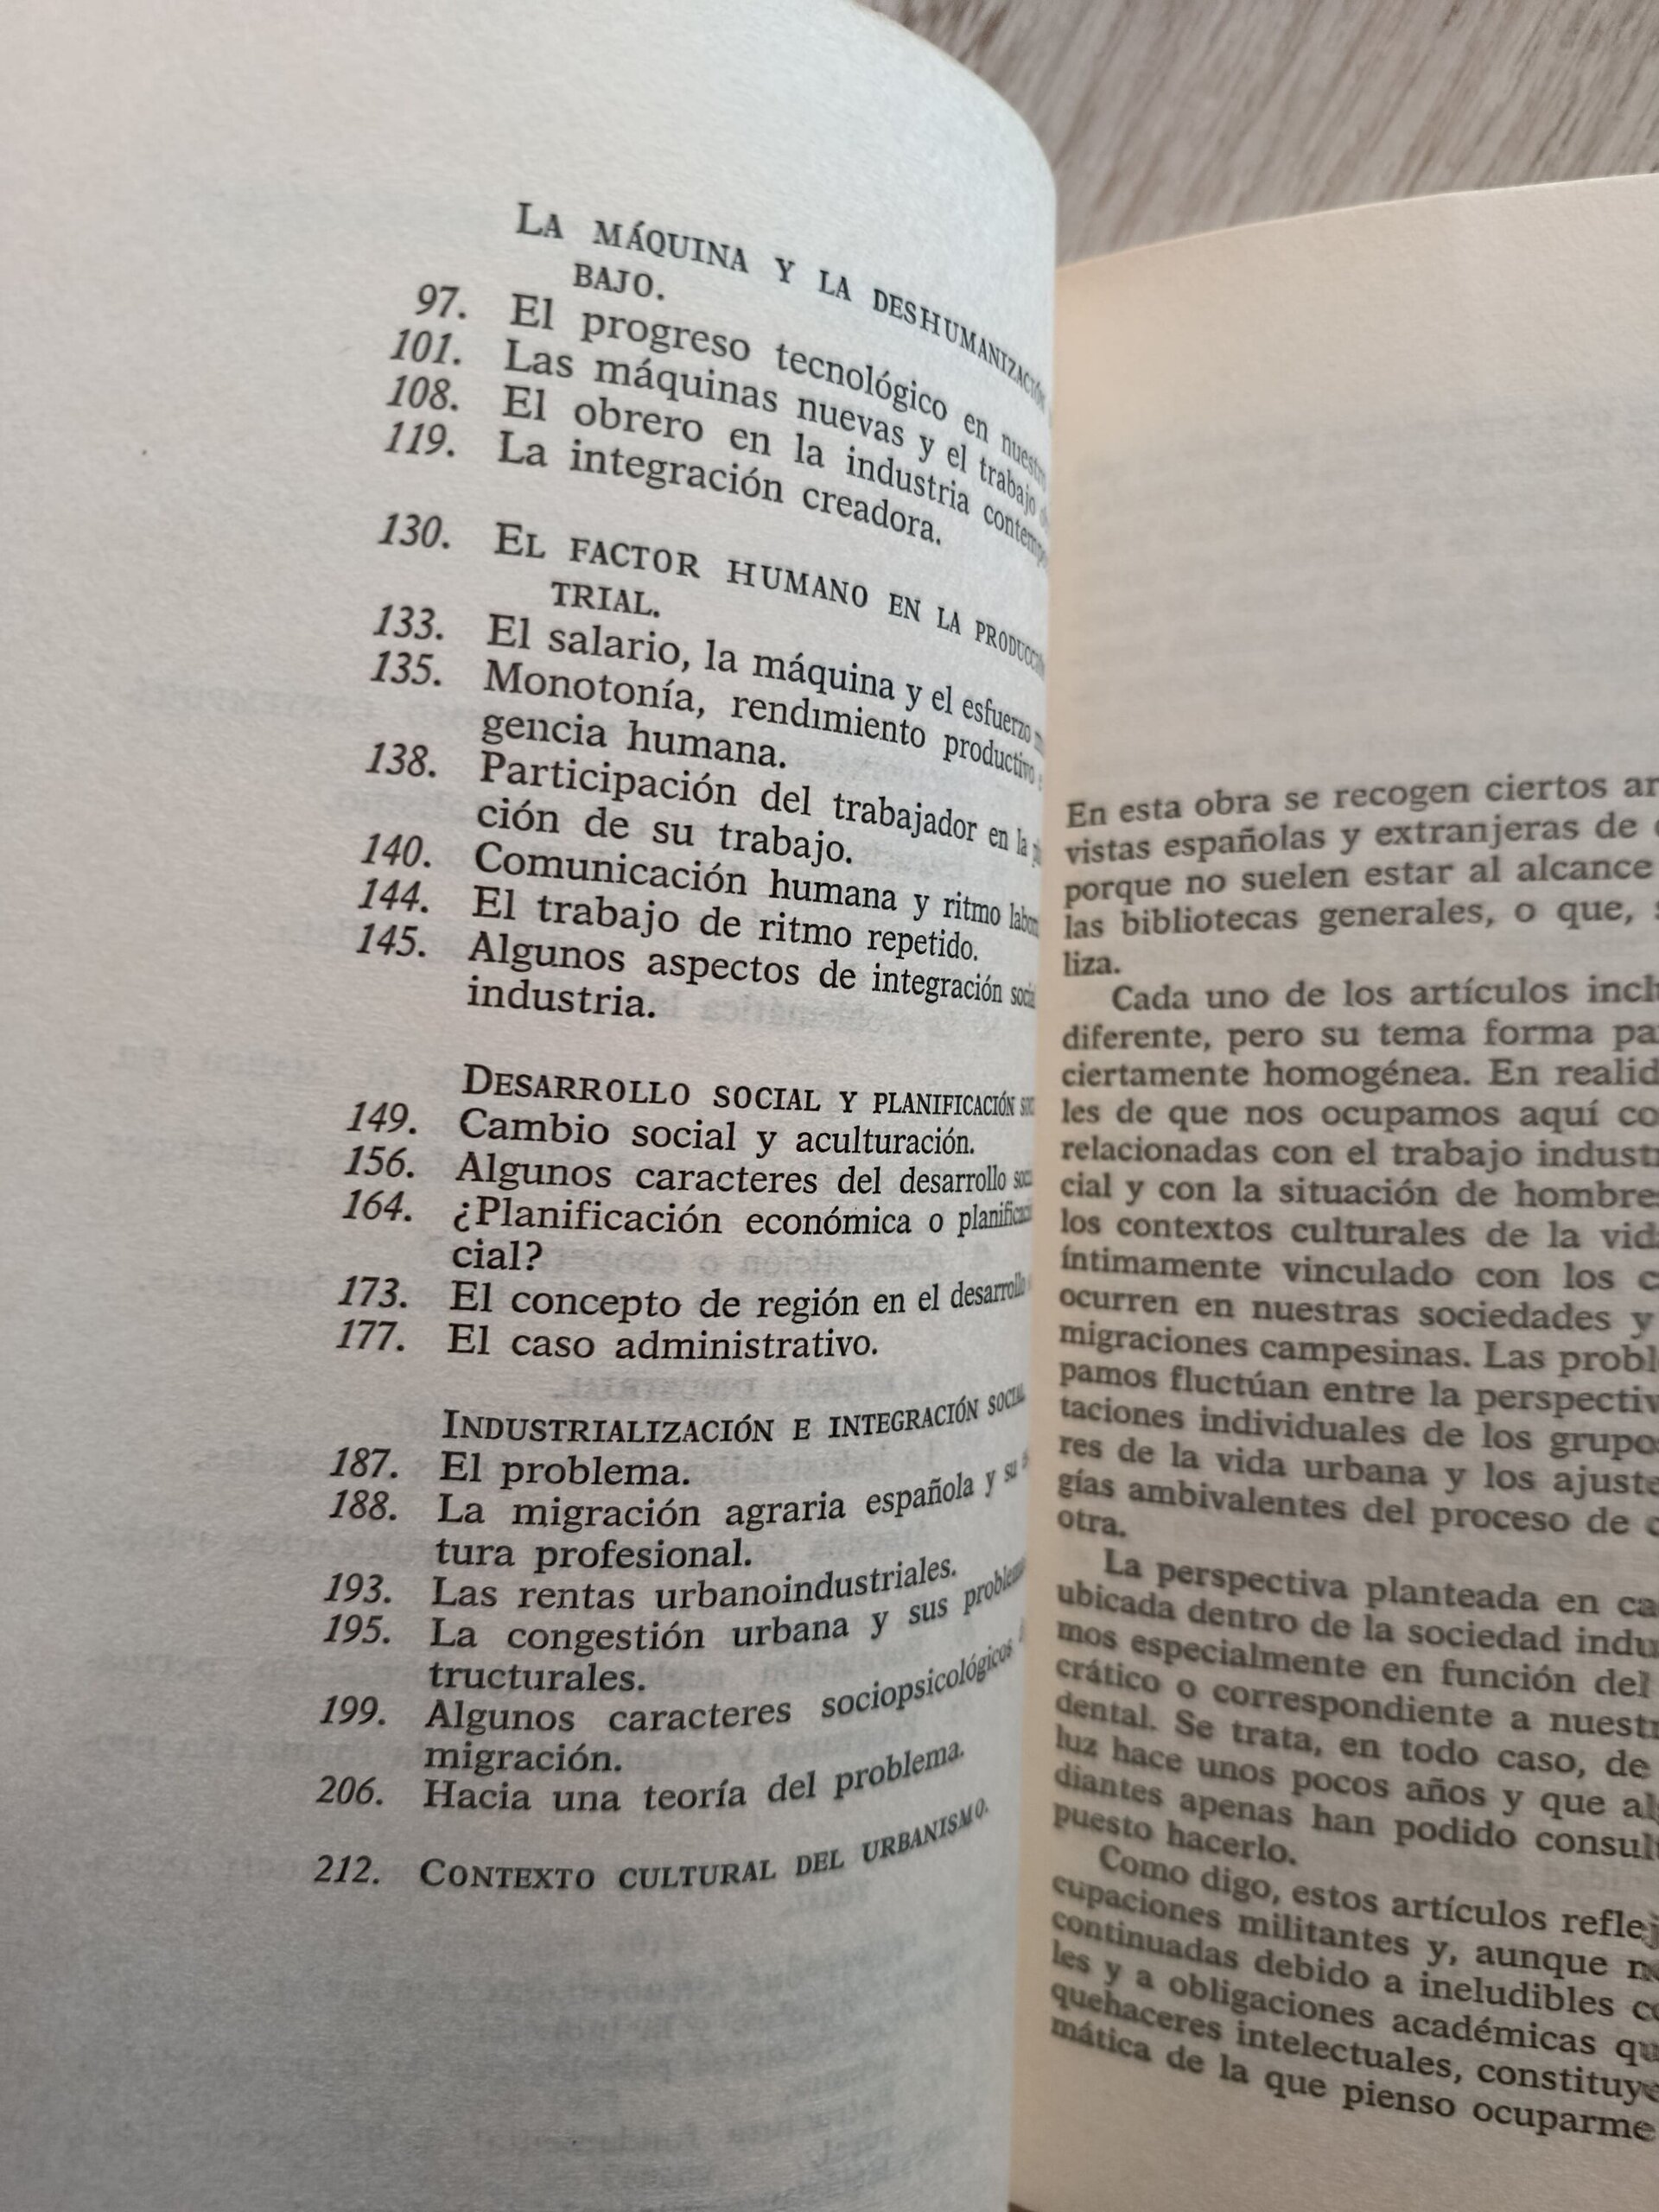 LA MÁQUINA Y LA DESHUMANIZACIÓN
BAJO.
97. El progreso tecnológico en nuestro
101. Las máquinas nuevas y el trabajo
108. El obrero en la industria contempo
119. La integración creadora.
130. EL FACTOR HUMANO EN LA PRODUCCIÓN
TRIAL.
133. El salario, la máquina y el esfuerzo
135. Monotonía, rendimiento productivo
gencia humana.
138. Participación del trabajador en la
ción de su trabajo.
140. Comunicación humana y ritmo labor
144. El trabajo de ritmo repetido.
145. Algunos aspectos de integración social
industria.
DESARROLLO SOCIAL Y PLANIFICACIÓN
149. Cambio social y aculturación.
156. Algunos caracteres del desarrollo
164. ¿Planificación económica o planificac
cial?
173. El concepto de región en el desarrollo
177. El caso administrativo.
INDUSTRIALIZACIÓN E INTEGRACIÓN SOCIAL
187. El problema.
188. La migración agraria española y su
tura profesional.
193. Las rentas urbanoindustriales.
195. La congestión urbana y sus problemas
tructurales.
199. Algunos caracteres sociopsicológicos
migración.
206. Hacia una teoría del problema.
212. CONTEXTO CULTURAL DEL URBANISMO.
En esta obra se recogen ciertos ar
vistas españolas y extranjeras de
porque no suelen estar al alcance
las bibliotecas generales, o que,
liza.
Cada uno de los artículos incl
diferente, pero su tema forma pa
ciertamente homogénea. En realid
les de que nos ocupamos aquí co
relacionadas con el trabajo industr
cial y con la situación de hombre
los contextos culturales de la vid
íntimamente vinculado con los c
ocurren en nuestras sociedades y
migraciones campesinas. Las probl
pamos fluctúan entre la perspectiv
taciones individuales de los grupo
res de la vida urbana y los ajuste
gías ambivalentes del proceso de
otra.
La perspectiva planteada en ca
ubicada dentro de la sociedad indu
mos especialmente en función del
crático o correspondiente a nuestr
dental. Se trata, en todo caso, de
luz hace unos pocos años y que al
diantes apenas han podido consul
puesto hacerlo.
Como digo, estos artículos reflej
cupaciones militantes y, aunque n
continuadas debido a ineludibles c
les y a obligaciones académicas qu
quehaceres intelectuales, constituye
mática de la que pienso ocuparme